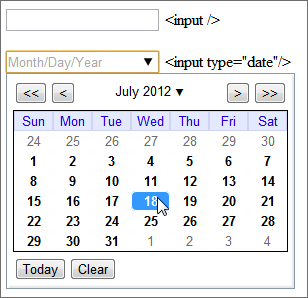 <input />
Month/Day/Year ▼ <input type="date"/>
<< < July 2012 ▼ > >>
Sun Mon Tue Wed Thu Fri Sat
24 25 26 27 28 29 30
1 2 3 4 5 6 7
8 9 10 11 12 13 14
15 16 17 18 19 20 21
22 23 24 25 26 27 28
29 30 31 1 2 3 4
Today Clear